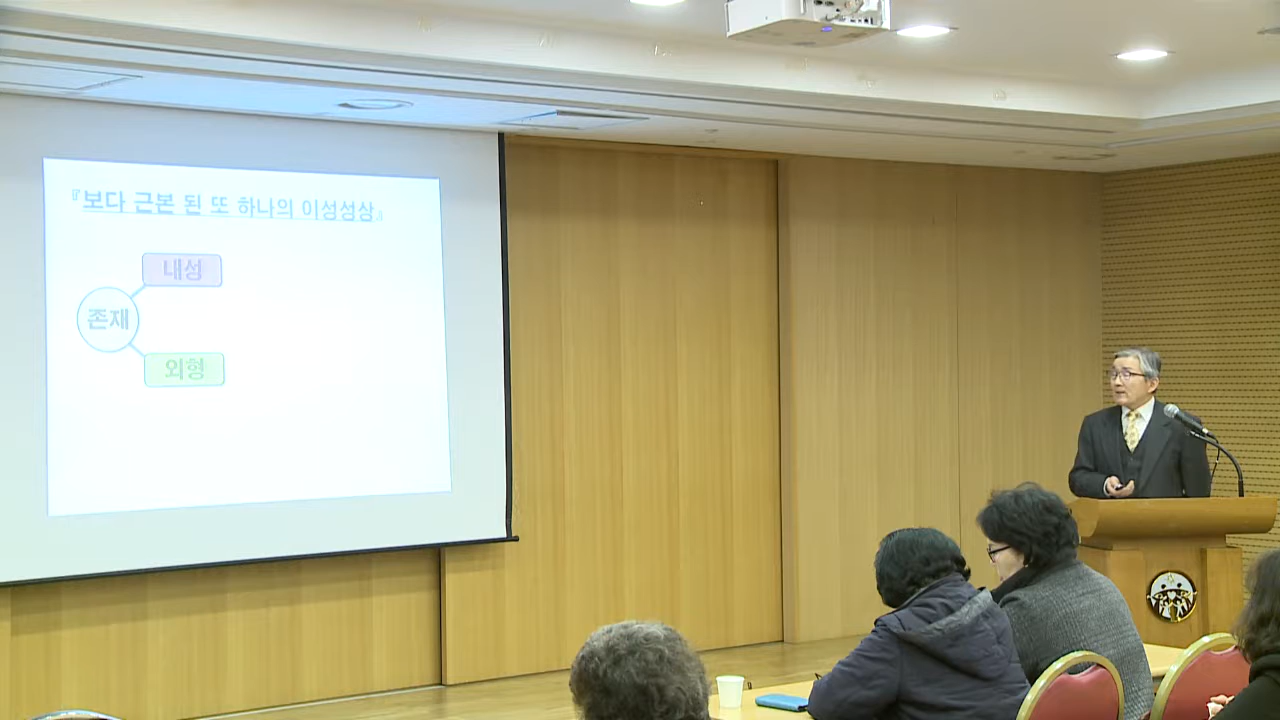 『보다 근본 된 또 하나의 이성성상』
내성
존재
외형